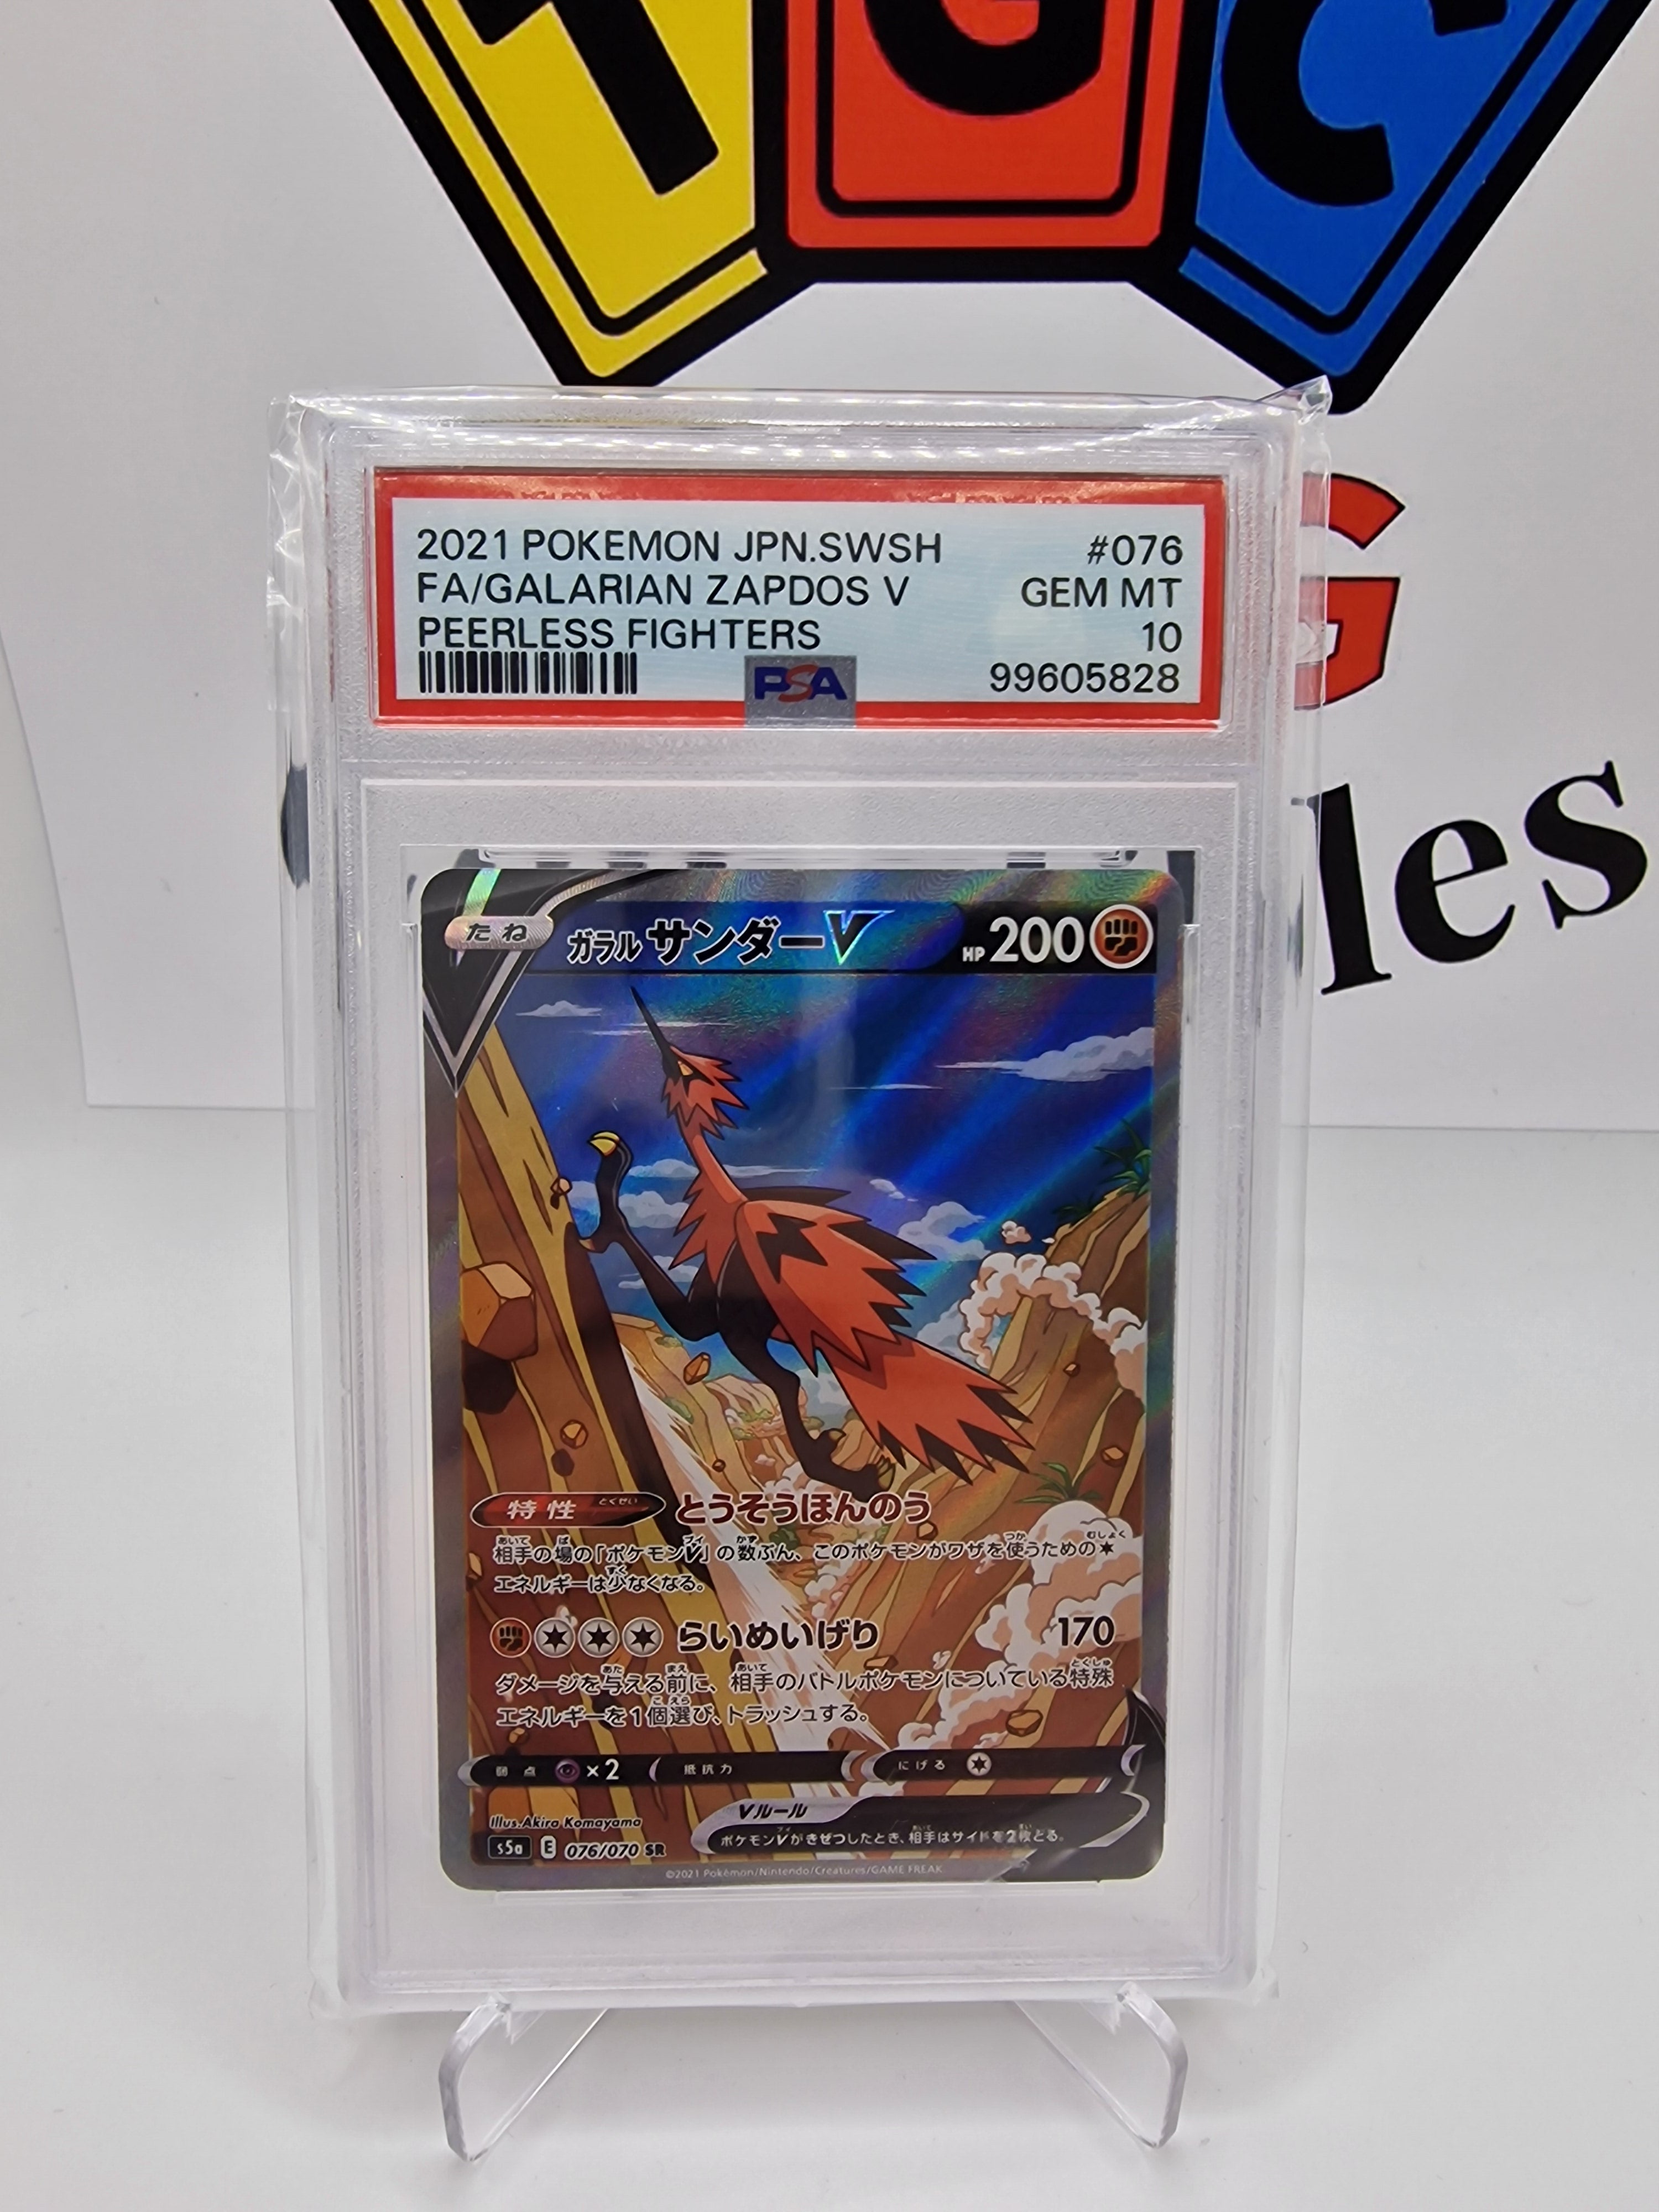 TGC
2021 POKEMON JPN.SWSH #076
FA/GALARIAN ZAPDOS V GEM MT
PEERLESS FIGHTERS 10
PSA 99605828
G
les
たね ガラル サンダーV HP 200
特性 とくせい とうそうほんのう
相手の場の「ポケモンV」の数ぶん、このポケモンがワザを使うための
エネルギーは少なくなる。
らいめいげり 170
ダメージを与える前に、相手のバトルポケモンについている特殊
エネルギーを1個選び、トラッシュする。
弱点 ×2 抵抗力 にげる
Vルール
ポケモンVがきぜつしたとき、相手はサイドを2枚とる。
Illus.Akira Komayama
s5a E 076/070 SR
©2021 Pokémon/Nintendo/Creatures/GAME FREAK